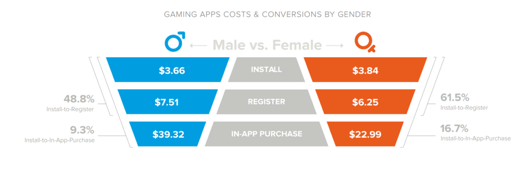 GAMING APPS COSTS & CONVERSIONS BY GENDER
Male vs. Female
$3.66 INSTALL $3.84
48.8% 61.5%
Install-to-Register $7.51 REGISTER $6.25 Install-to-Register
9.3% 16.7%
Install-to-In-App-Purchase $39.32 IN-APP PURCHASE $22.99 Install-to-In-App-Purchase